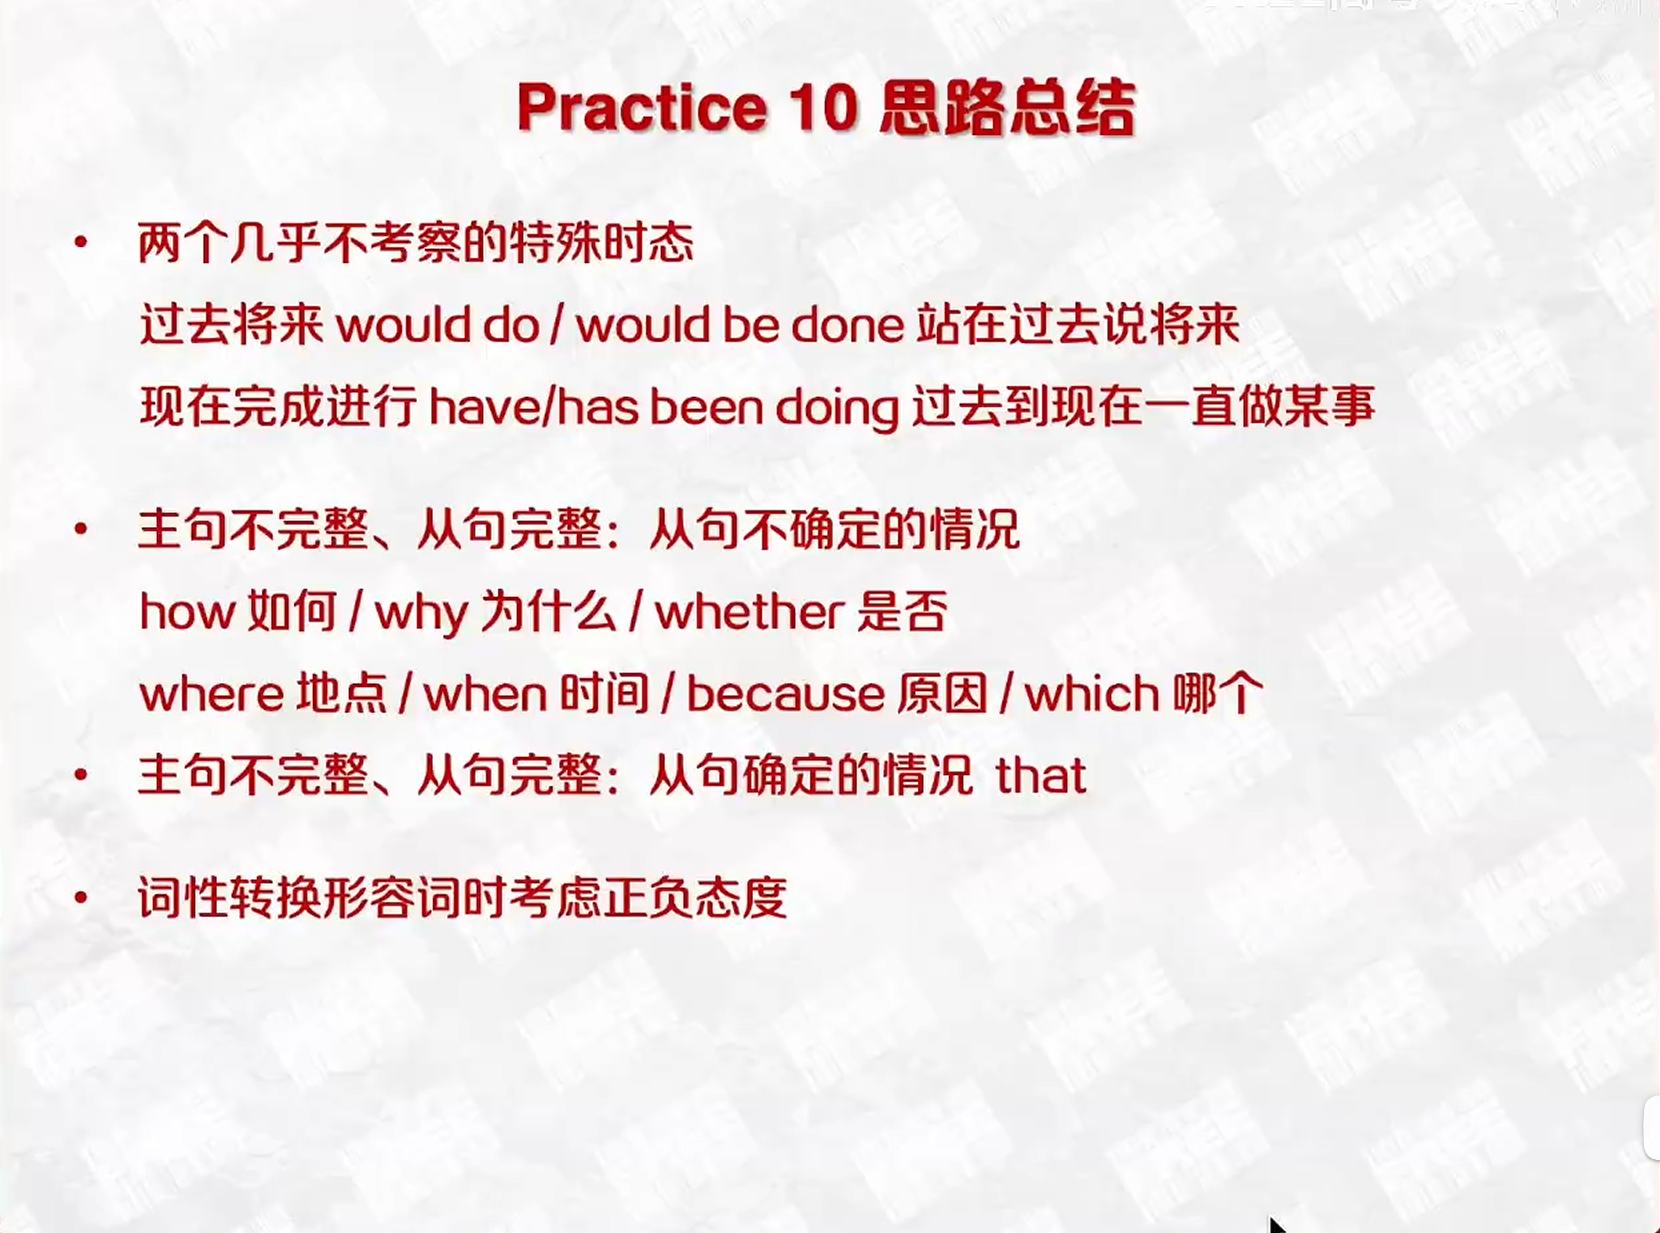 Practice 10 思路总结
• 两个几乎不考察的特殊时态
过去将来 would do / would be done 站在过去说将来
现在完成进行 have/has been doing 过去到现在一直做某事
• 主句不完整、从句完整：从句不确定的情况
how 如何 / why 为什么 / whether 是否
where 地点 / when 时间 / because 原因 / which 哪个
• 主句不完整、从句完整：从句确定的情况 that
• 词性转换形容词时考虑正负态度